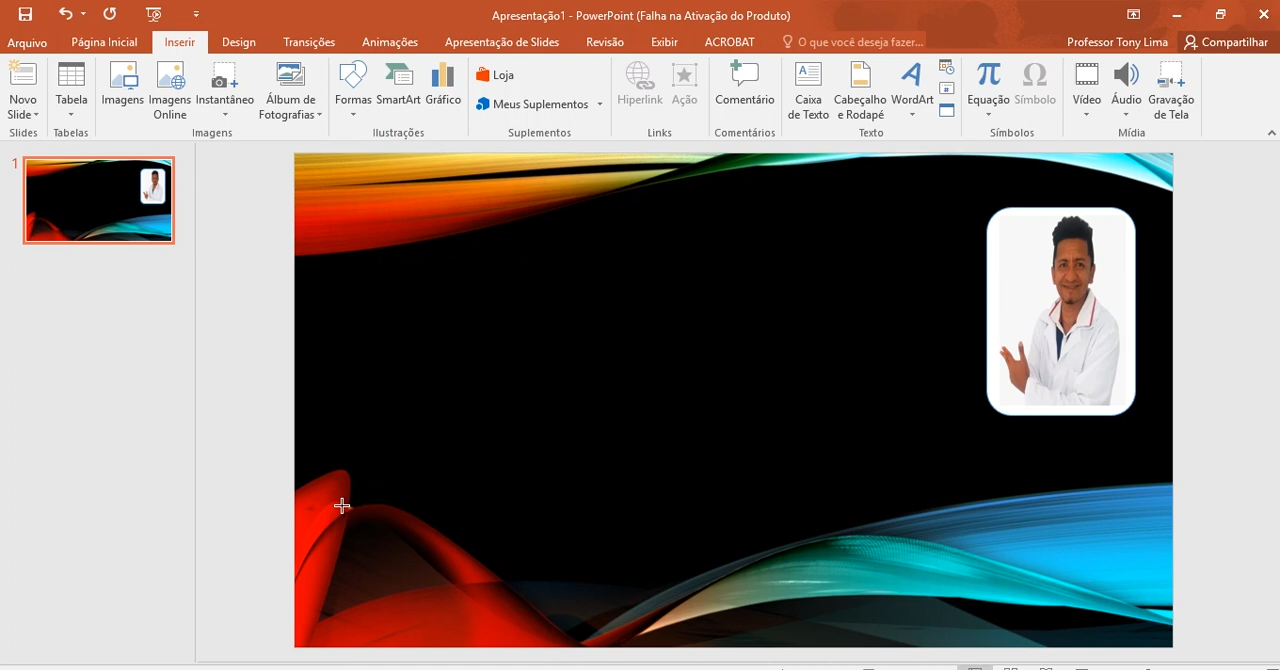 Apresentação1 - PowerPoint (Falha na Ativação do Produto)
Arquivo Página Inicial Inserir Design Transições Animações Apresentação de Slides Revisão Exibir ACROBAT O que você deseja fazer... Professor Tony Lima Compartilhar
Novo Slide
Tabela
Imagens
Imagens Online
Instantâneo
Álbum de Fotografias
Formas
SmartArt
Gráfico
Loja
Meus Suplementos
Hiperlink
Ação
Comentário
Caixa de Texto
Cabeçalho e Rodapé
WordArt
Equação
Símbolo
Vídeo
Áudio
Gravação de Tela
Slides Tabelas Imagens Ilustrações Suplementos Links Comentários Texto Símbolos Mídia
1